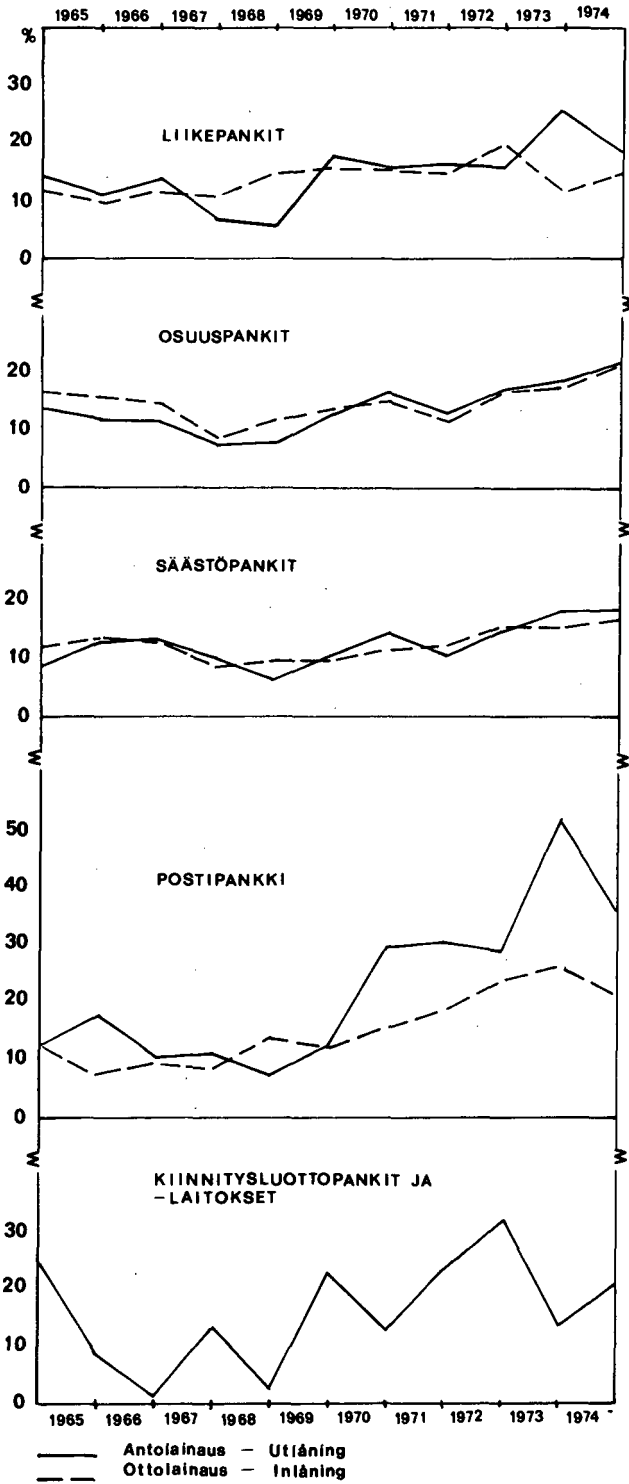 1965 1966 1967 1968 1969 1970 1971 1972 1973 1974
%
30
LIIKEPANKIT
20
10
0
OSUUSPANKIT
20
10
0
SÄÄSTÖPANKIT
20
10
0
50
POSTIPANKKI
40
30
20
10
0
KIINNITYSLUOTTOPANKIT JA
-LAITOKSET
30
20
10
0
1965 1966 1967 1968 1969 1970 1971 1972 1973 1974
Antolainaus – Utlåning
Ottolainaus – Inlåning